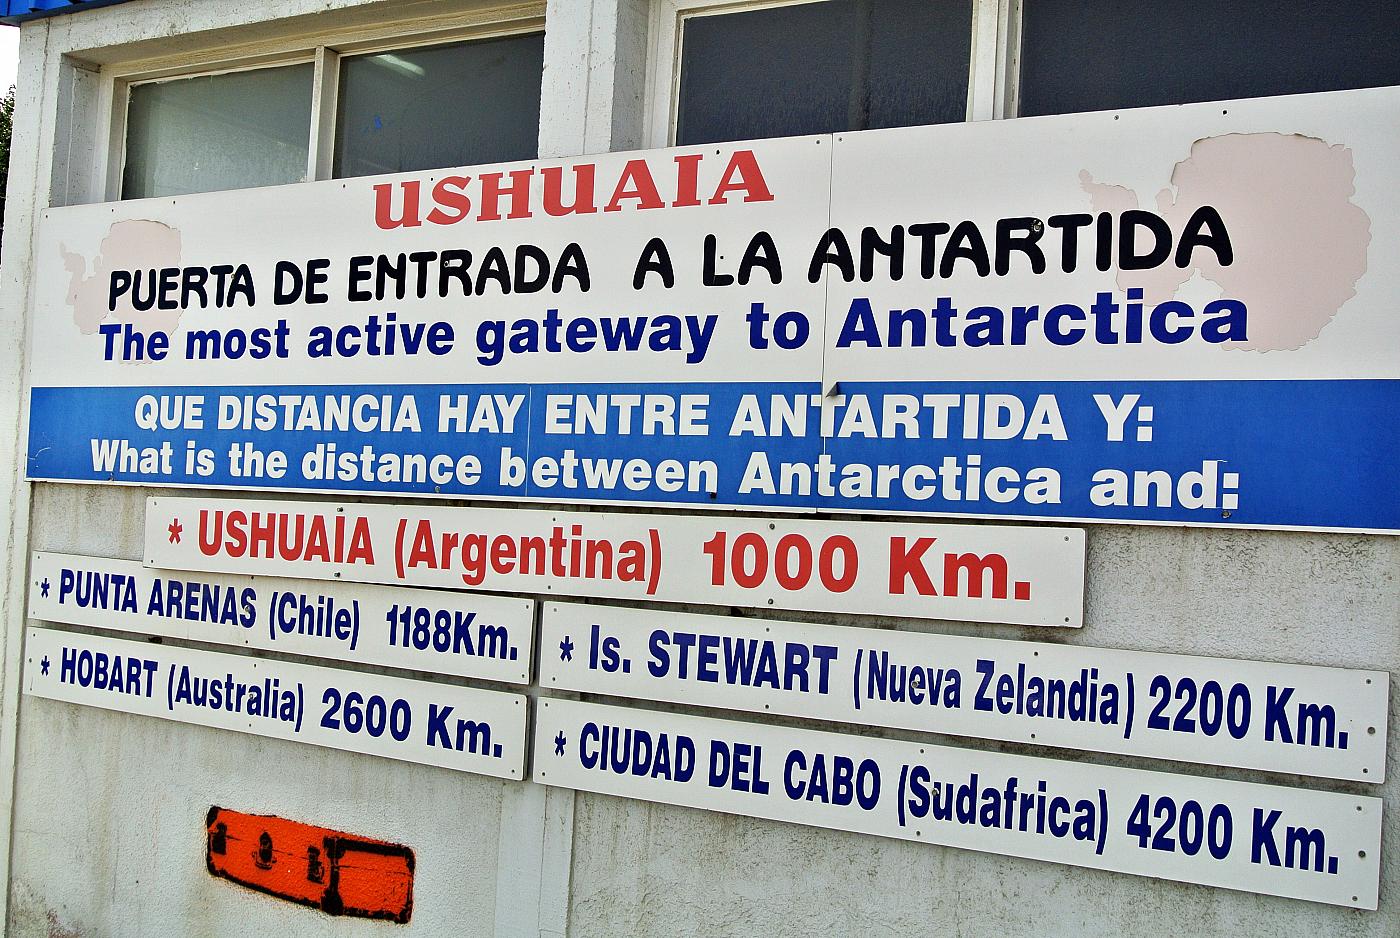 USHUAIA
PUERTA DE ENTRADA A LA ANTARTIDA
The most active gateway to Antarctica
QUE DISTANCIA HAY ENTRE ANTARTIDA Y:
What is the distance between Antarctica and:
* USHUAIA (Argentina) 1000 Km.
* PUNTA ARENAS (Chile) 1188Km.
* HOBART (Australia) 2600 Km.
* Is. STEWART (Nueva Zelandia) 2200 Km.
* CIUDAD DEL CABO (Sudafrica) 4200 Km.